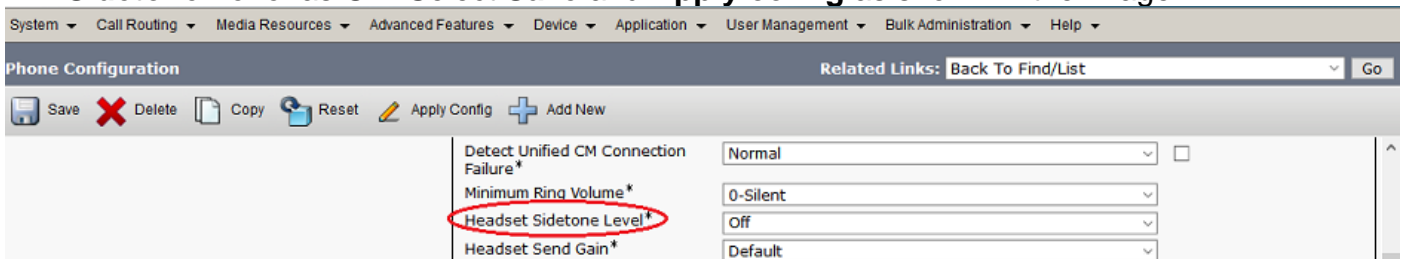 System Call Routing Media Resources Advanced Features Device Application User Management Bulk Administration Help
Phone Configuration Related Links: Back To Find/List Go
Save Delete Copy Reset Apply Config Add New
Detect Unified CM Connection Failure* Normal
Minimum Ring Volume* 0-Silent
Headset Sidetone Level* Off
Headset Send Gain* Default